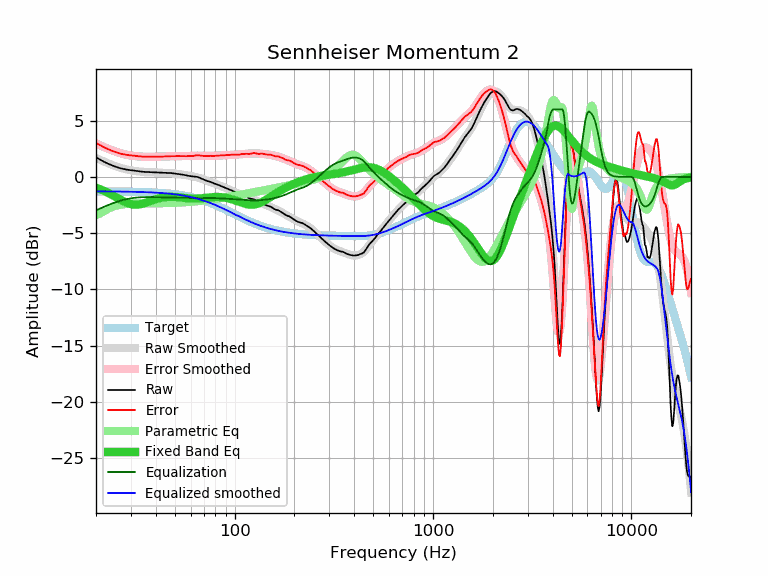 Sennheiser Momentum 2
5
0
−5
−10
−15
−20
−25
Amplitude (dBr)
Target
Raw Smoothed
Error Smoothed
Raw
Error
Parametric Eq
Fixed Band Eq
Equalization
Equalized smoothed
100 1000 10000
Frequency (Hz)